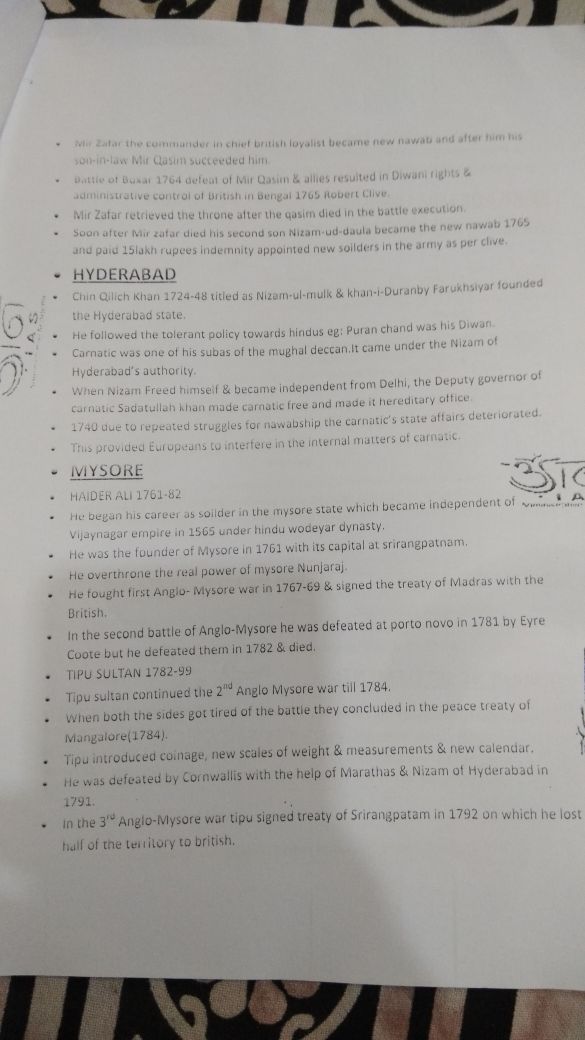 • Mir Zafar the commander in chief british loyalist became new nawab and after him his
son-in-law Mir Qasim succeeded him.
• Battle of Buxar 1764 defeat of Mir Qasim & allies resulted in Diwani rights &
administrative control of British in Bengal 1765 Robert Clive.
• Mir Zafar retrieved the throne after the qasim died in the battle execution.
• Soon after Mir zafar died his second son Nizam-ud-daula became the new nawab 1765
and paid 15lakh rupees indemnity appointed new soilders in the army as per clive.
• HYDERABAD
• Chin Qilich Khan 1724-48 titled as Nizam-ul-mulk & khan-i-Duranby Farukhsiyar founded
the Hyderabad state.
• He followed the tolerant policy towards hindus eg: Puran chand was his Diwan.
• Carnatic was one of his subas of the mughal deccan.It came under the Nizam of
Hyderabad's authority.
• When Nizam Freed himself & became independent from Delhi, the Deputy governor of
carnatic Sadatullah khan made carnatic free and made it hereditary office.
• 1740 due to repeated struggles for nawabship the carnatic's state affairs deteriorated.
• This provided Europeans to interfere in the internal matters of carnatic.
• MYSORE
• HAIDER ALI 1761-82
• He began his career as soilder in the mysore state which became independent of
Vijaynagar empire in 1565 under hindu wodeyar dynasty.
• He was the founder of Mysore in 1761 with its capital at srirangpatnam.
• He overthrone the real power of mysore Nunjaraj.
• He fought first Anglo- Mysore war in 1767-69 & signed the treaty of Madras with the
British.
• In the second battle of Anglo-Mysore he was defeated at porto novo in 1781 by Eyre
Coote but he defeated them in 1782 & died.
• TIPU SULTAN 1782-99
• Tipu sultan continued the 2nd Anglo Mysore war till 1784.
• When both the sides got tired of the battle they concluded in the peace treaty of
Mangalore(1784).
• Tipu introduced coinage, new scales of weight & measurements & new calendar.
• He was defeated by Cornwallis with the help of Marathas & Nizam of Hyderabad in
1791.
• In the 3rd Anglo-Mysore war tipu signed treaty of Srirangpatam in 1792 on which he lost
half of the territory to british.
IAS